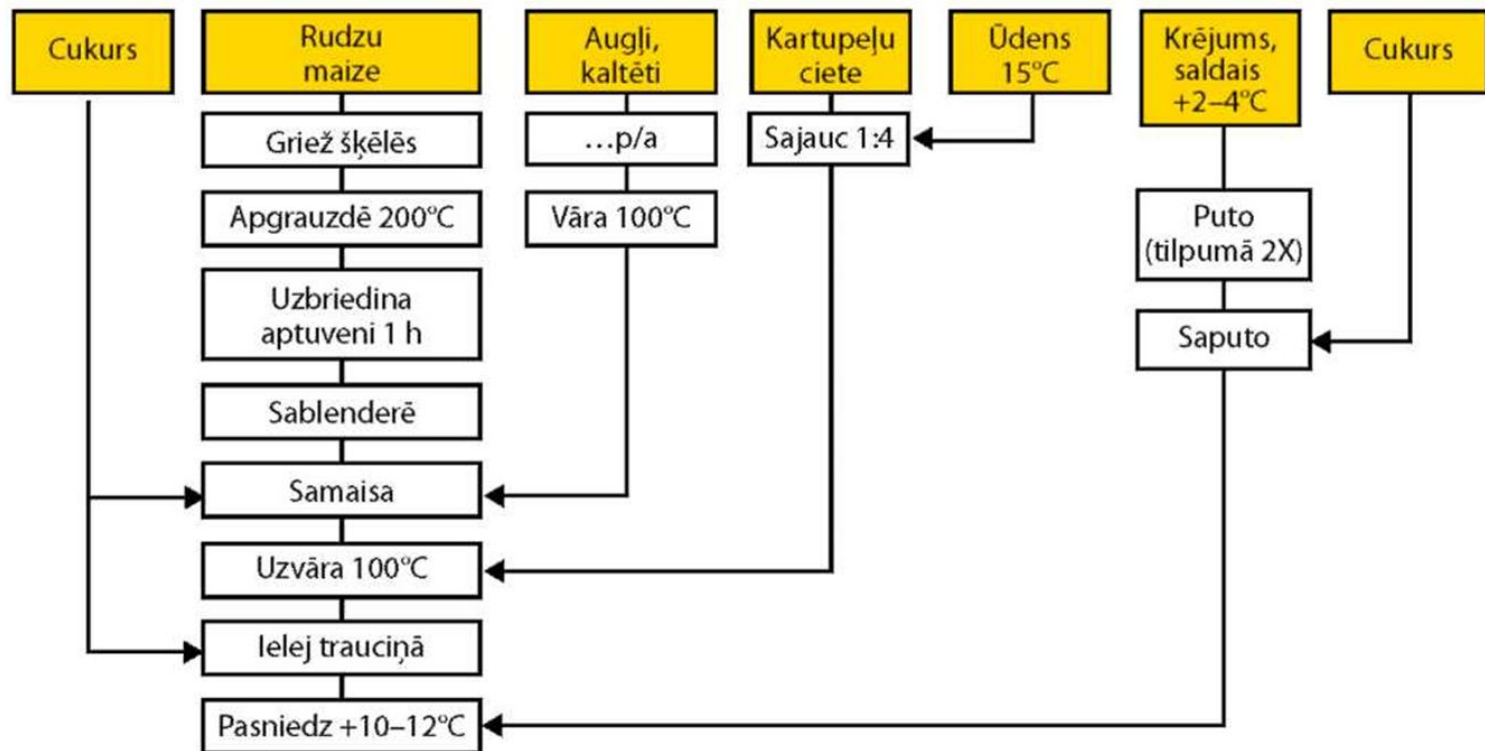 Cukurs
Rudzu
maize
Augļi,
kaltēti
Kartupeļu
ciete
Ūdens
15°C
Krējums,
saldais
+2–4°C
Cukurs
Griež šķēlēs
...p/a
Sajauc 1:4
Apgrauzdē 200°C
Vāra 100°C
Puto
(tilpumā 2X)
Uzbriedina
aptuveni 1 h
Saputo
Sablenderē
Samaisa
Uzvāra 100°C
Ielej trauciņā
Pasniedz +10–12°C